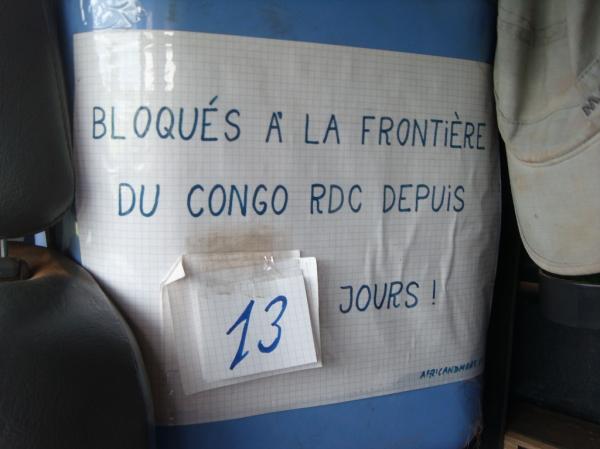 BLOQUÉS À LA FRONTIÈRE
DU CONGO RDC DEPUIS
13 JOURS !